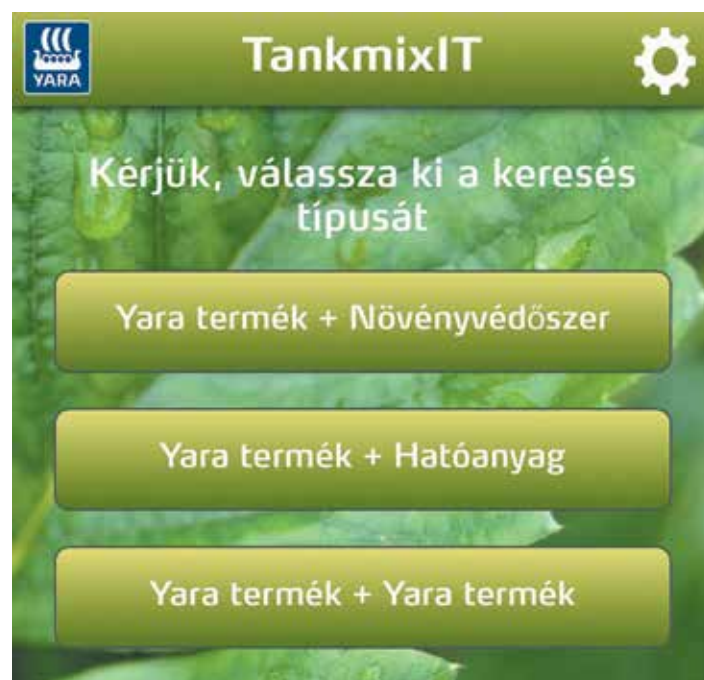 YARA
TankmixIT
Kérjük, válassza ki a keresés
típusát
Yara termék + Növényvédőszer
Yara termék + Hatóanyag
Yara termék + Yara termék